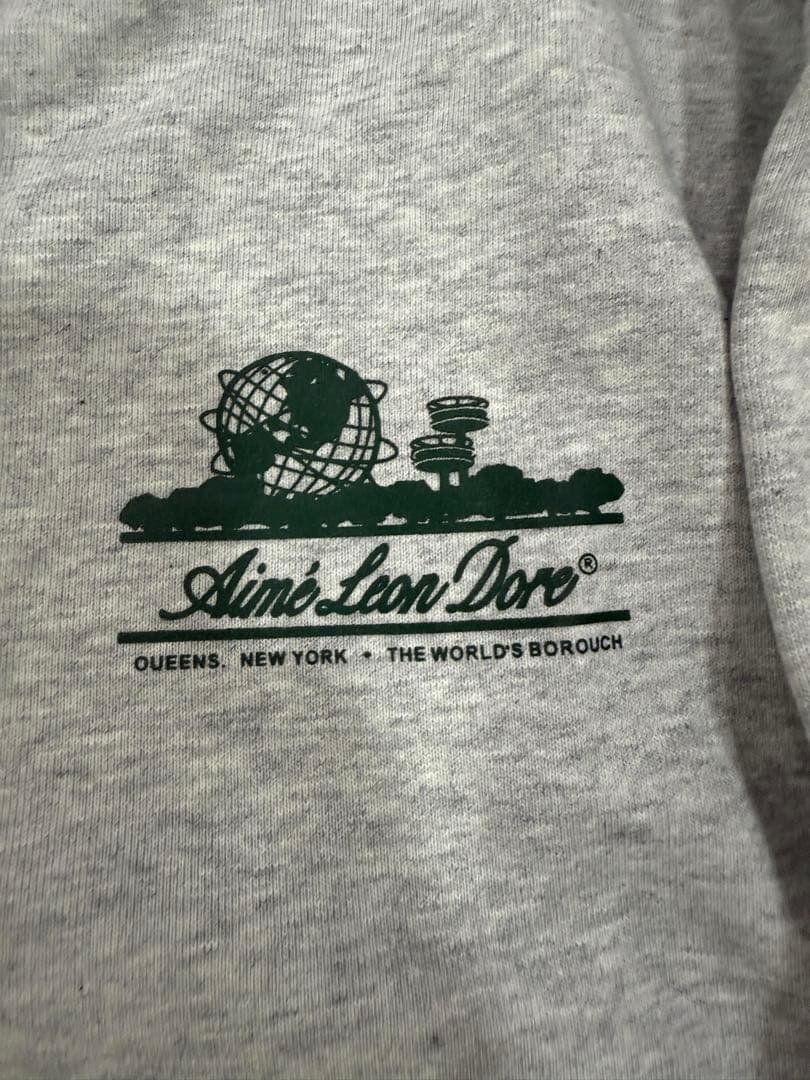 Aimé Leon Dore®
OUEENS. NEW YORK • THE WORLD'S BOROUCH